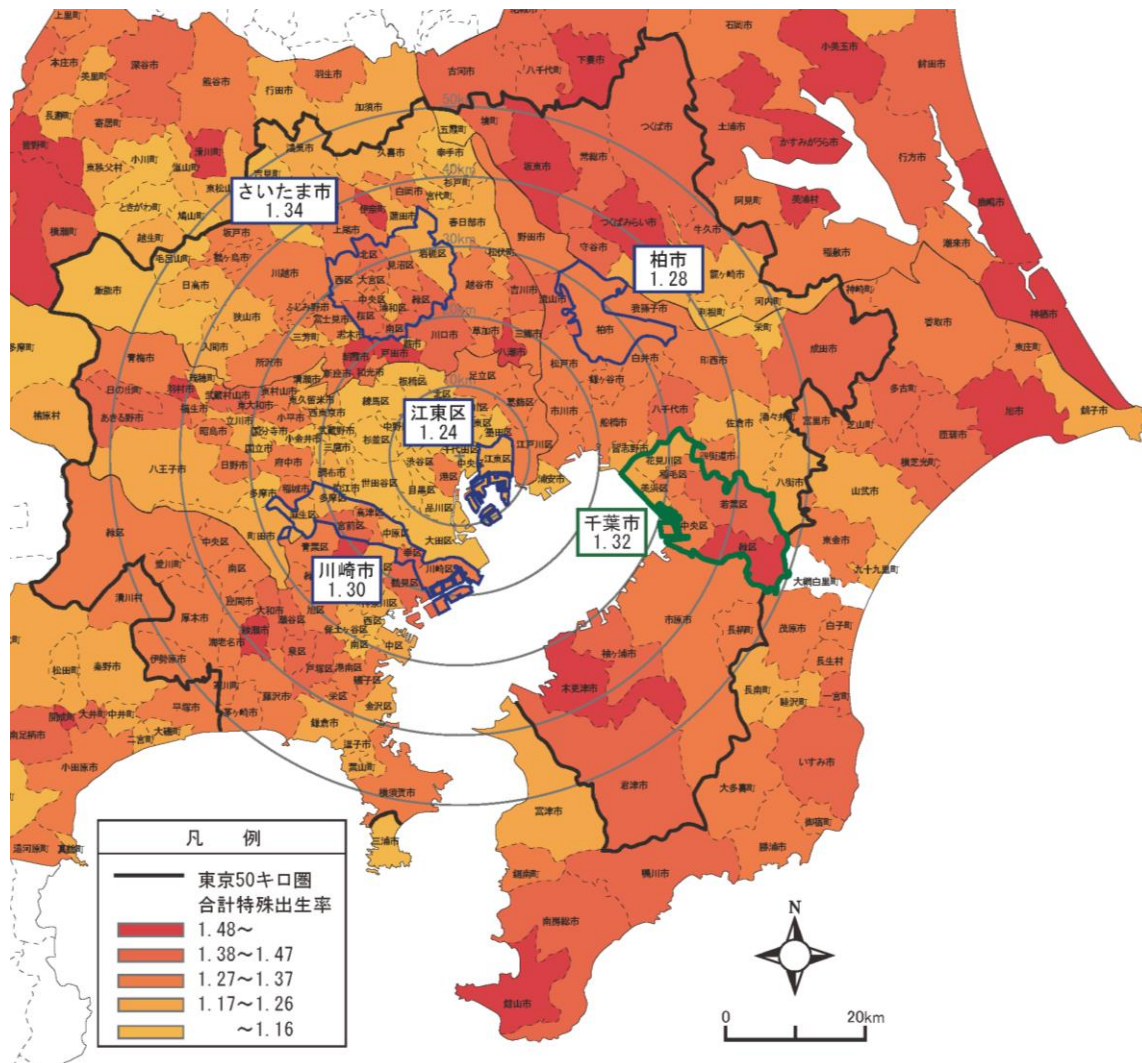 上里町
本庄市
美里町
深谷市
熊谷市
行田市
羽生市
加須市
古河市
八千代町
下妻市
石岡市
小美玉市
鉾田市
長瀞町
寄居町
皆野町
東秩父村
小川町
嵐山町
滑川町
鴻巣市
久喜市
五霞町
幸手市
境町
50km
つくば市
土浦市
かすみがうら市
行方市
坂東市
常総市
ときがわ町
鳩山町
さいたま市
1.34
40km
杉戸町
宮代町
白岡市
伊奈町
蓮田市
上尾市
春日部市
つくばみらい市
阿見町
美浦村
牛久市
鹿嶋市
横瀬町
越生町
毛呂山町
坂戸市
鶴ヶ島市
川越市
北区
見沼区
岩槻区
西区
大宮区
中央区
緑区
浦和区
桜区
南区
30km
松伏町
野田市
守谷市
柏市
1.28
龍ケ崎市
稲敷市
潮来市
飯能市
日高市
狭山市
入間市
ふじみ野市
富士見市
三芳町
志木市
越谷市
吉川市
流山市
我孫子市
利根町
河内町
栄町
神崎町
香取市
神栖市
東庄町
多摩町
青梅市
所沢市
新座市
朝霞市
和光市
戸田市
蕨市
川口市
草加市
八潮市
三郷市
松戸市
柏市
白井市
印西市
成田市
檜原村
日の出町
あきる野市
羽村市
瑞穂町
福生市
武蔵村山市
東大和市
東村山市
清瀬市
東久留米市
西東京市
練馬区
板橋区
北区
足立区
葛飾区
鎌ケ谷市
市川市
船橋市
八千代市
佐倉市
酒々井町
富里市
芝山町
多古町
旭市
銚子市
匝瑳市
横芝光町
昭島市
立川市
国分寺市
小平市
小金井市
国立市
武蔵野市
三鷹市
杉並区
江東区
1.24
千代田区
中央区
墨田区
江東区
江戸川区
浦安市
習志野市
花見川区
稲毛区
美浜区
四街道市
若葉区
中央区
緑区
八街市
山武市
東金市
九十九里町
大網白里市
八王子市
日野市
府中市
調布市
狛江市
世田谷区
渋谷区
目黒区
港区
品川区
大田区
多摩市
稲城市
町田市
多摩区
麻生区
高津区
宮前区
中原区
幸区
川崎区
青葉区
鶴見区
川崎市
1.30
千葉市
1.32
緑区
中央区
南区
愛川町
清川村
厚木市
座間市
大和市
海老名市
綾瀬市
瀬谷区
旭区
保土ヶ谷区
西区
南区
中区
泉区
戸塚区
港南区
磯子区
栄区
金沢区
松田町
秦野市
伊勢原市
寒川町
藤沢市
茅ヶ崎市
平塚市
鎌倉市
逗子市
葉山町
横須賀市
三浦市
開成町
大井町
中井町
二宮町
大磯町
南足柄市
小田原市
湯河原町
真鶴町
市原市
袖ヶ浦市
木更津市
君津市
富津市
長柄町
茂原市
白子町
長生村
長南町
睦沢町
一宮町
いすみ市
大多喜町
御宿町
勝浦市
鴨川市
鋸南町
南房総市
館山市
凡　例
東京50キロ圏
合計特殊出生率
1.48～
1.38～1.47
1.27～1.37
1.17～1.26
～1.16
N
0
20km